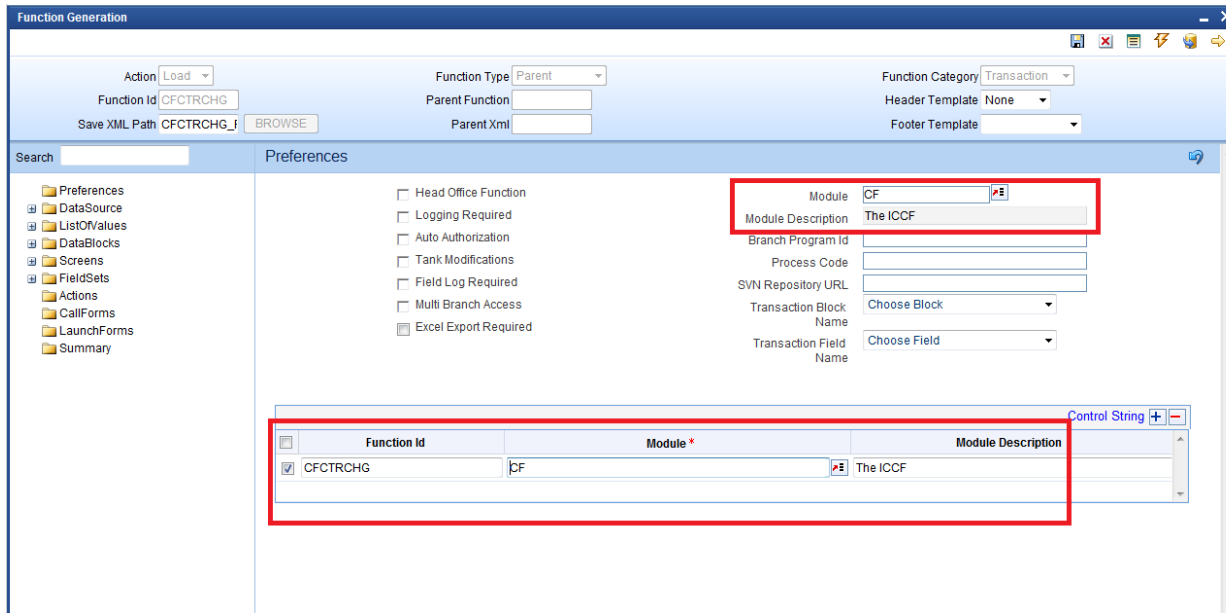 Function Generation
Action Load Function Type Parent Function Category Transaction
Function Id CFCTRCHG Parent Function Header Template None
Save XML Path CFCTRCHG_ BROWSE Parent Xml Footer Template
Search Preferences
Preferences
DataSource
ListOfValues
DataBlocks
Screens
FieldSets
Actions
CallForms
LaunchForms
Summary
Head Office Function
Logging Required
Auto Authorization
Tank Modifications
Field Log Required
Multi Branch Access
Excel Export Required
Module CF
Module Description The ICCF
Branch Program Id
Process Code
SVN Repository URL
Transaction Block Name Choose Block
Transaction Field Name Choose Field
Control String
Function Id Module * Module Description
CFCTRCHG CF The ICCF